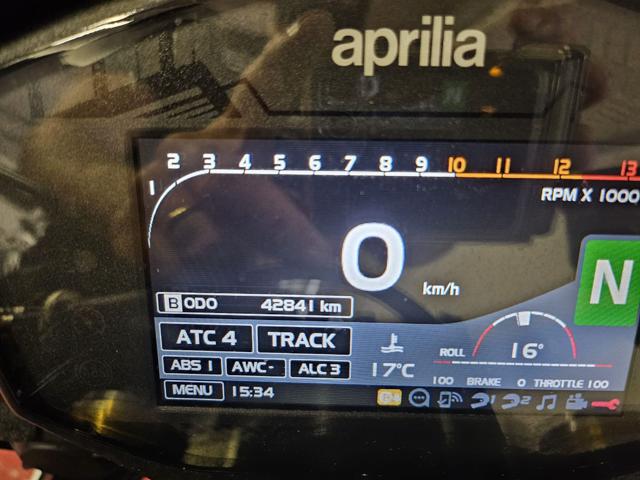 aprilia
1 2 3 4 5 6 7 8 9 10 11 12 13
RPM X 1000
0 km/h
N
B ODO 42841 km
ATC 4 TRACK
ROLL 16°
ABS 1 AWC- ALC 3 17°C
100 BRAKE 0 THROTTLE 100
MENU 15:34
1 2